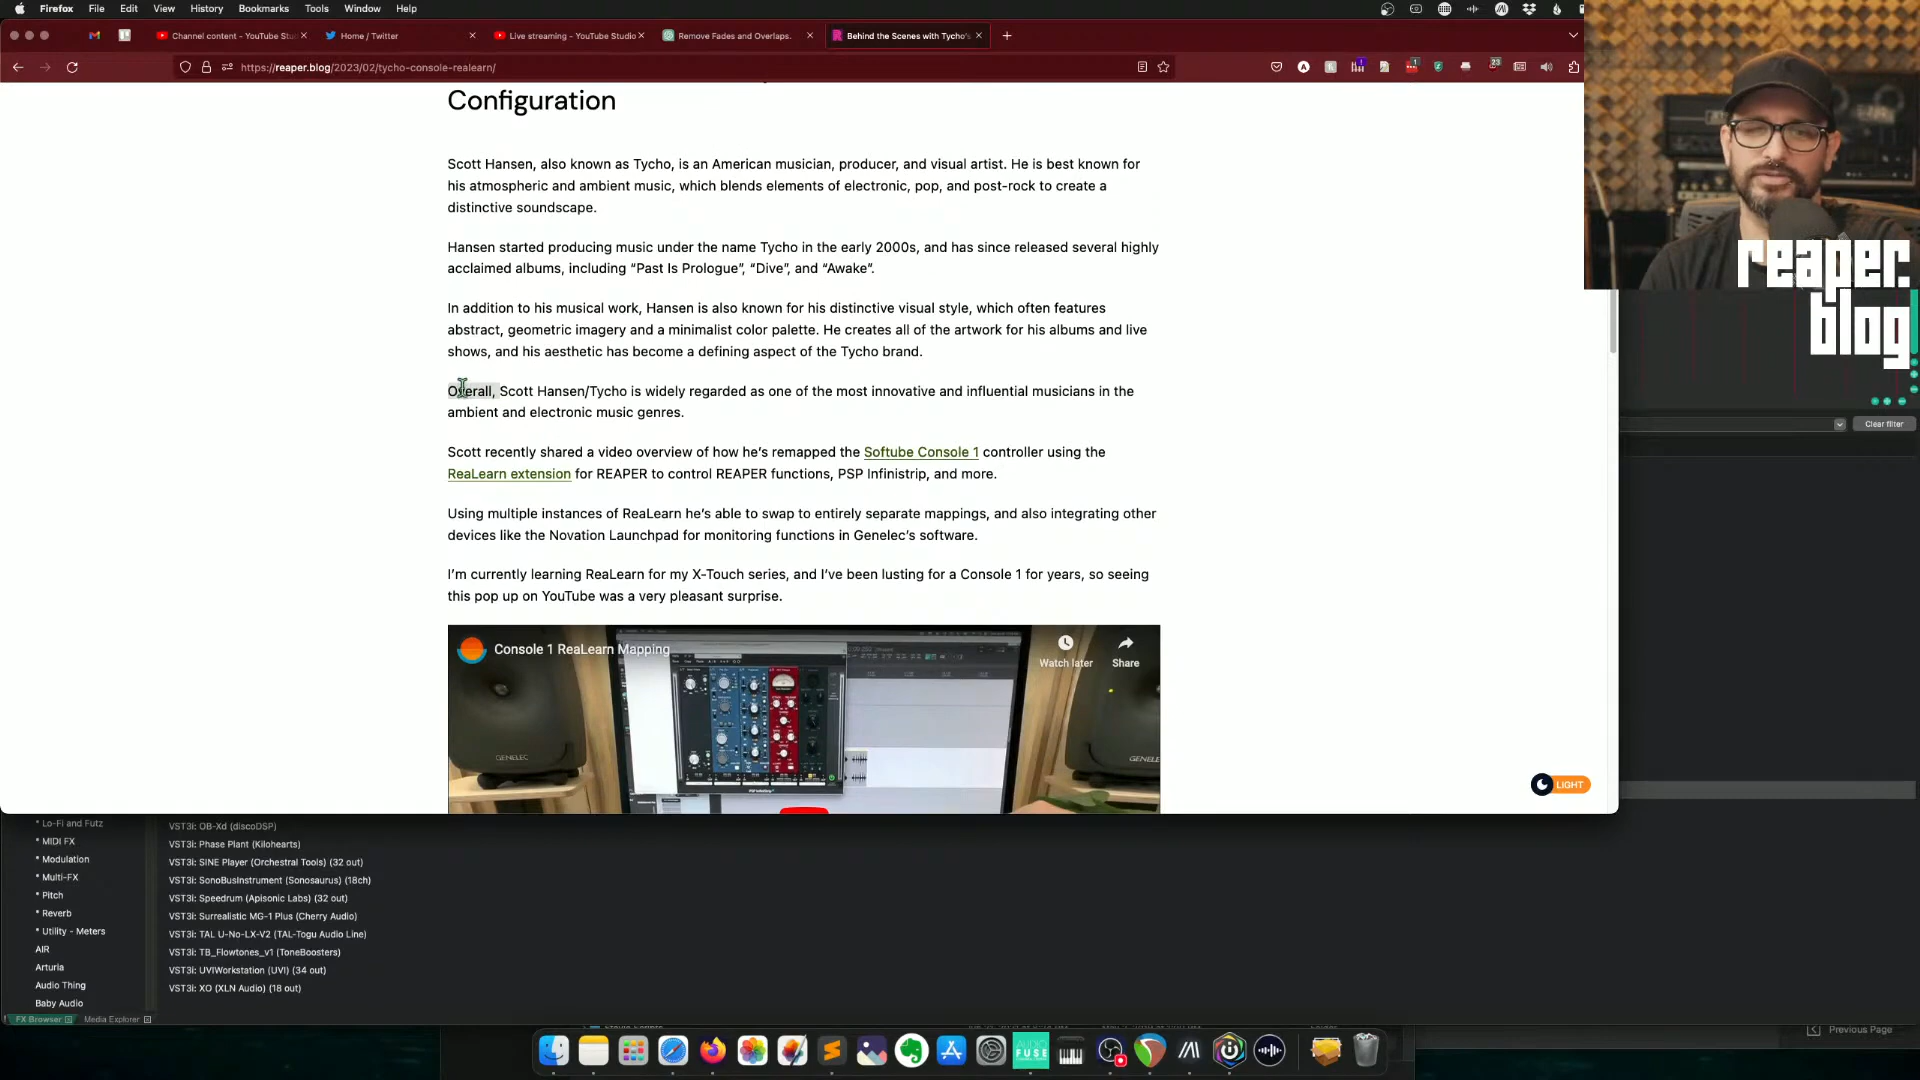 Firefox File Edit View History Bookmarks Tools Window Help
Channel content - YouTube Stu
Home / Twitter
Live streaming - YouTube Studio
Remove Fades and Overlaps.
Behind the Scenes with Tycho's
https://reaper.blog/2023/02/tycho-console-realearn/
1
23
Configuration
Scott Hansen, also known as Tycho, is an American musician, producer, and visual artist. He is best known for
his atmospheric and ambient music, which blends elements of electronic, pop, and post-rock to create a
distinctive soundscape.
Hansen started producing music under the name Tycho in the early 2000s, and has since released several highly
acclaimed albums, including “Past Is Prologue”, “Dive”, and “Awake”.
In addition to his musical work, Hansen is also known for his distinctive visual style, which often features
abstract, geometric imagery and a minimalist color palette. He creates all of the artwork for his albums and live
shows, and his aesthetic has become a defining aspect of the Tycho brand.
Overall, Scott Hansen/Tycho is widely regarded as one of the most innovative and influential musicians in the
ambient and electronic music genres.
Scott recently shared a video overview of how he’s remapped the Softube Console 1 controller using the
ReaLearn extension for REAPER to control REAPER functions, PSP Infinistrip, and more.
Using multiple instances of ReaLearn he’s able to swap to entirely separate mappings, and also integrating other
devices like the Novation Launchpad for monitoring functions in Genelec’s software.
I’m currently learning ReaLearn for my X-Touch series, and I’ve been lusting for a Console 1 for years, so seeing
this pop up on YouTube was a very pleasant surprise.
Console 1 ReaLearn Mapping
Watch later
Share
GENELEC
LIGHT
reaper.
blog
Clear filter
* Lo-Fi and Futz
* MIDI FX
* Modulation
* Multi-FX
* Pitch
* Reverb
* Utility - Meters
AIR
Arturia
Audio Thing
Baby Audio
VST3i: OB-Xd (discoDSP)
VST3i: Phase Plant (Kilohearts)
VST3i: SINE Player (Orchestral Tools) (32 out)
VST3i: SonoBusInstrument (Sonosaurus) (18ch)
VST3i: Speedrum (Apisonic Labs) (32 out)
VST3i: Surrealistic MG-1 Plus (Cherry Audio)
VST3i: TAL U-No-LX-V2 (TAL-Togu Audio Line)
VST3i: TB_Flowtones_v1 (ToneBoosters)
VST3i: UVIWorkstation (UVI) (34 out)
VST3i: XO (XLN Audio) (18 out)
FX Browser
Media Explorer
Previous Page
AUDIO
FUSE